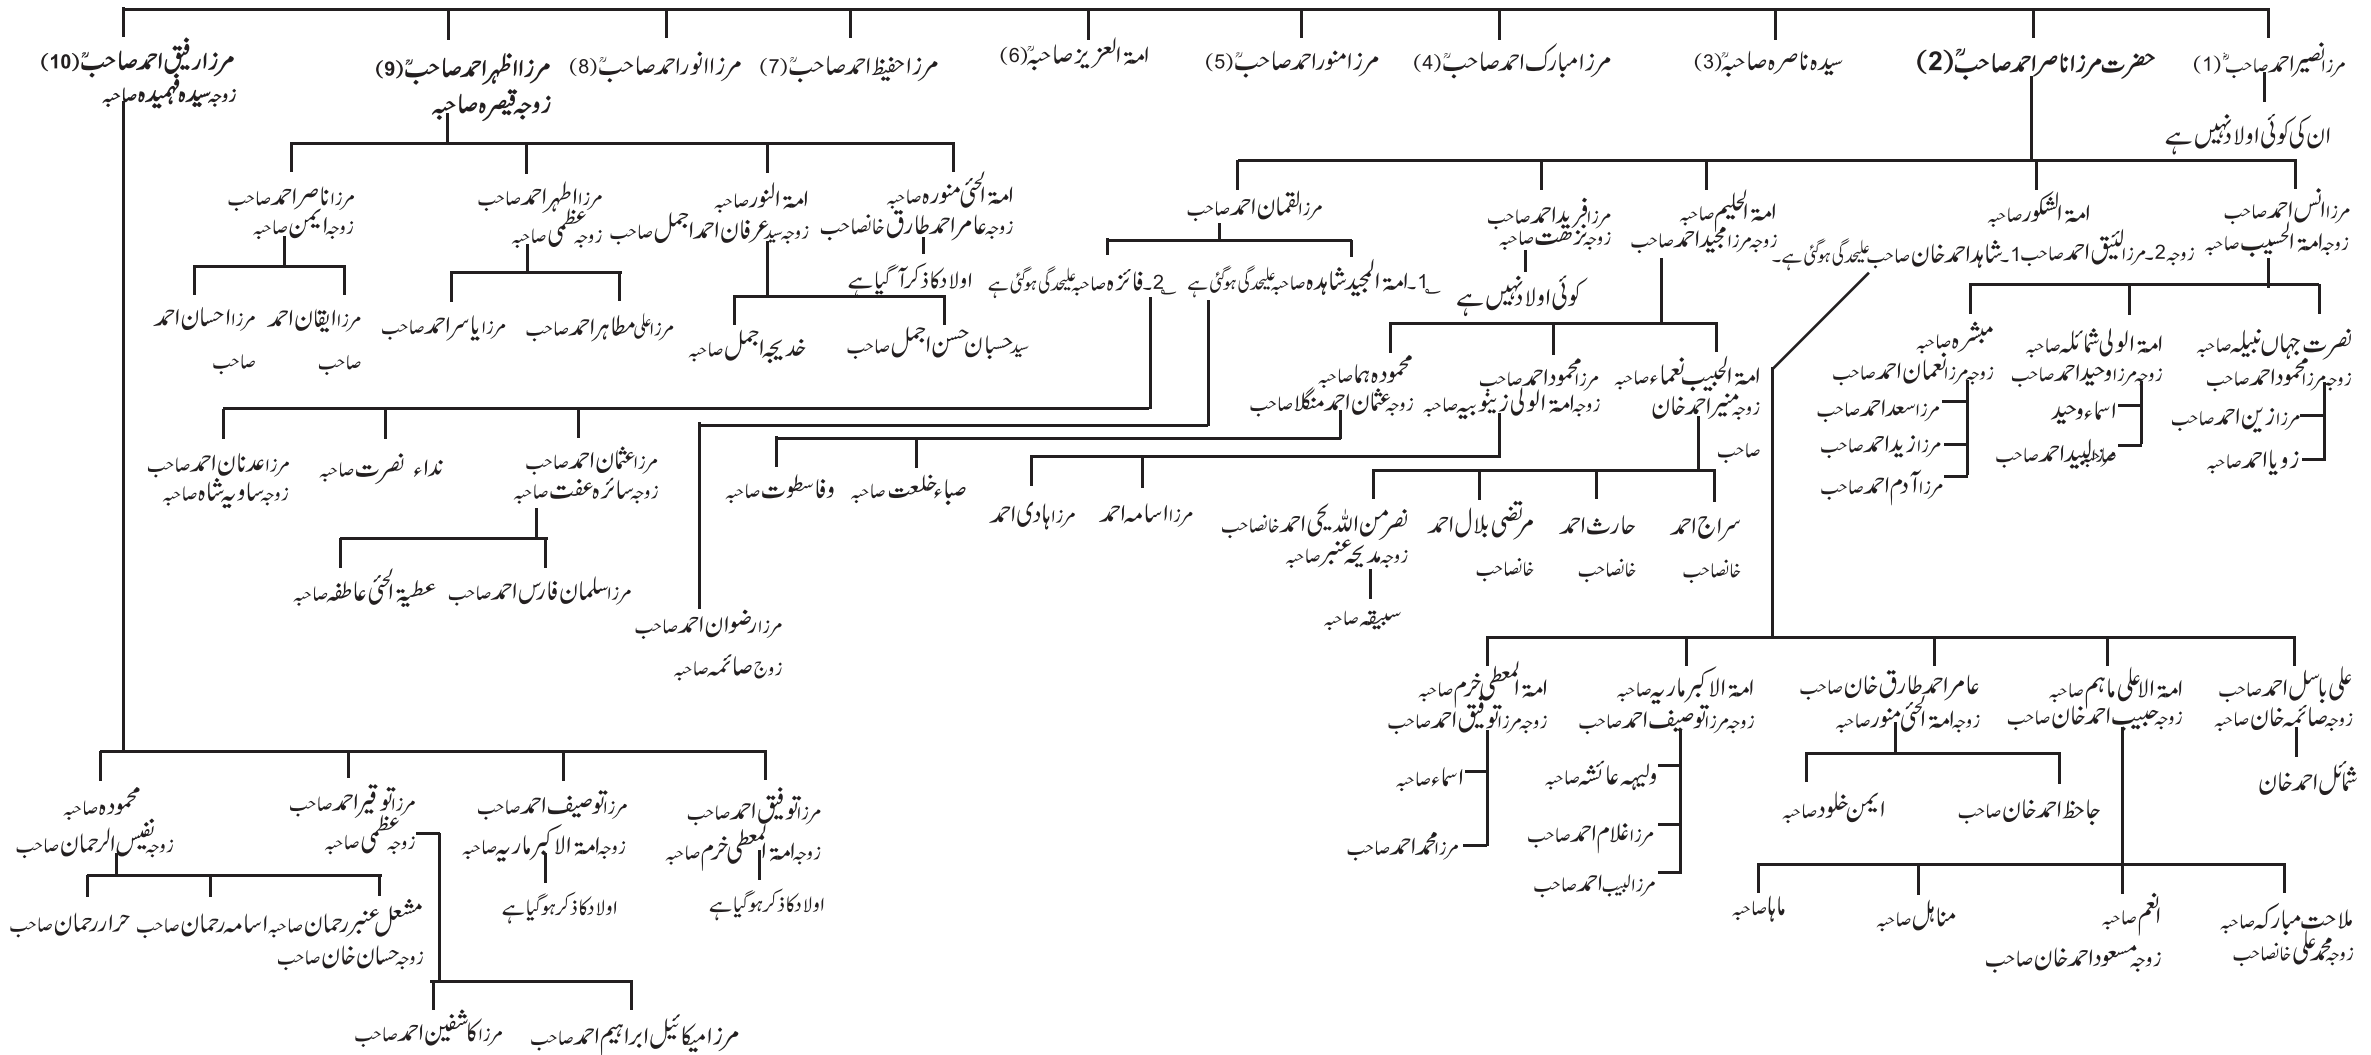 مرزا نصیر احمد صاحبؓ (1)
حضرت مرزا ناصر احمد صاحبؒ (2)
سیدہ ناصرہ صاحبہؒ (3)
مرزا مبارک احمد صاحبؒ (4)
مرزا منور احمد صاحبؒ (5)
امۃ العزیز صاحبہؒ (6)
مرزا حفیظ احمد صاحبؒ (7)
مرزا انور احمد صاحبؒ (8)
مرزا اظہر احمد صاحبؒ (9)
زوجہ قیصرہ صاحبہ
مرزا رفیق احمد صاحبؒ (10)
زوجہ سیدہ فہمیدہ صاحبہ
ان کی کوئی اولاد نہیں ہے
مرزا انس احمد صاحب
زوجہ امۃ الحسیب صاحبہ
امۃ الشکور صاحبہ
زوجہ 2۔مرزا لئیق احمد صاحب 1۔شاہد احمد خان صاحب علیحدگی ہوگئی ہے۔
امۃ الحلیم صاحبہ
زوجہ مرزا مجید احمد صاحب
مرزا فرید احمد صاحب
زوجہ نزھت صاحبہ
کوئی اولاد نہیں ہے
مرزا لقمان احمد صاحب
1۔امۃ المجید شاہدہ صاحبہ علیحدگی ہوگئی ہے
2۔فائزہ صاحبہ علیحدگی ہوگئی ہے
امۃ الحئی منورہ صاحبہ
زوجہ عامر احمد طارق خانصاحب
اولاد کا ذکر آ گیا ہے
امۃ النور صاحبہ
زوجہ سید عرفان احمد اجمل صاحب
مرزا اطہر احمد صاحب
زوجہ عظمی صاحبہ
مرزا ناصر احمد صاحب
زوجہ ایمن صاحبہ
سید حسبان حسن اجمل صاحب
خدیجہ اجمل صاحبہ
مرزا علی مطاہر احمد صاحب
مرزا یاسر احمد صاحب
مرزا ایقان احمد
صاحب
مرزا احسان احمد
صاحب
نصرت جہاں نبیلہ صاحبہ
زوجہ مرزا محمود احمد صاحب
مرزا زین احمد صاحب
زویا احمد صاحبہ
امۃ الولی شمائلہ صاحبہ
زوجہ مرزا وحید احمد صاحب
اسماء وحید
لبید احمد صاحب
مبشرہ صاحبہ
زوجہ مرزا نعمان احمد صاحب
مرزا سعد احمد صاحب
مرزا زید احمد صاحب
مرزا آدم احمد صاحب
امۃ الحبیب نعماء صاحبہ
زوجہ منیر احمد خان
صاحب
مرزا محمود احمد صاحب
زوجہ امۃ الولی زینوبیہ صاحبہ
محمودہ ہما صاحبہ
زوجہ عثمان احمد منگلا صاحب
سراج احمد
خانصاحب
حارث احمد
خانصاحب
مرتضی بلال احمد
خانصاحب
نصر من اللہ یحیی احمد خانصاحب
زوجہ مدیحہ عنبر صاحبہ
سبیقہ صاحبہ
مرزا اسامہ احمد
مرزا ہادی احمد
صباء خلعت صاحبہ
وفا سطوت صاحبہ
مرزا عثمان احمد صاحب
زوجہ سائرہ عفت صاحبہ
نداء نصرت صاحبہ
مرزا عدنان احمد صاحب
زوجہ ساویہ شاہ صاحبہ
مرزا سلمان فارس احمد صاحب
عطیۃ الحئی عاطفہ صاحبہ
مرزا رضوان احمد صاحب
زوج صائمہ صاحبہ
علی باسل احمد صاحب
زوجہ صائمہ خان صاحبہ
شمائل احمد خان
امۃ الاعلی ماہم صاحبہ
زوجہ حبیب احمد خان صاحب
عامر احمد طارق خان صاحب
زوجہ امۃ الحئی منور صاحبہ
امۃ الاکبر ماریہ صاحبہ
زوجہ مرزا توصیف احمد صاحب
امۃ المعطی خرم صاحبہ
زوجہ مرزا توفیق احمد صاحب
جاحظ احمد خان صاحب
ایمن خلود صاحبہ
ولیہہ عائشہ صاحبہ
مرزا غلام احمد صاحب
مرزا لبیب احمد صاحب
اسماء صاحبہ
مرزا محمد احمد صاحب
ملاحت مبارکہ صاحبہ
زوجہ محمد علی خانصاحب
انعم صاحبہ
زوجہ مسعود احمد خان صاحب
مناہل صاحبہ
ماہا صاحبہ
مرزا توفیق احمد صاحب
زوجہ امۃ المعطی خرم صاحبہ
اولاد کا ذکر ہو گیا ہے
مرزا توصیف احمد صاحب
زوجہ امۃ الاکبر ماریہ صاحبہ
اولاد کا ذکر ہو گیا ہے
مرزا توقیر احمد صاحب
زوجہ عظمی صاحبہ
محمودہ صاحبہ
زوجہ نفیس الرحمان صاحب
مشعل عنبر رحمان صاحبہ
زوجہ حسان خان صاحب
اسامہ رحمان صاحب
حرار رحمان صاحب
مرزا میکائیل ابراہیم احمد صاحب
مرزا کاشفین احمد صاحب